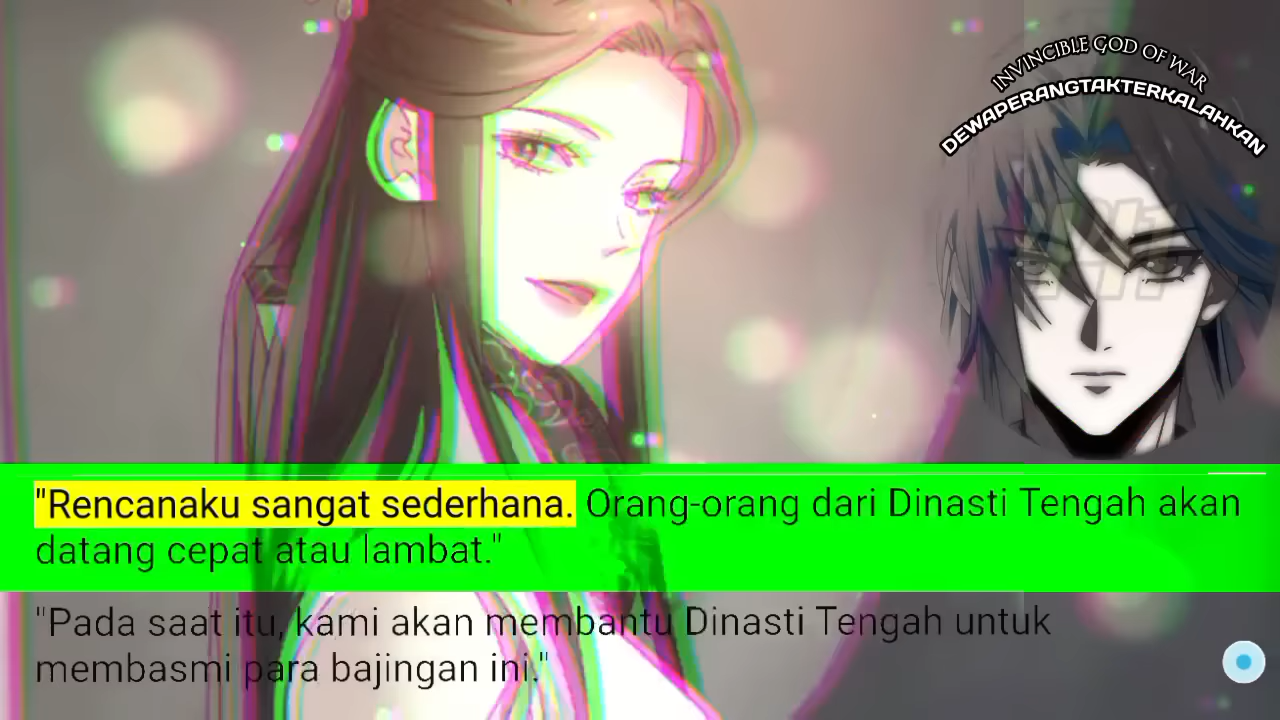 INVINCIBLE GOD OF WAR
DEWAPERANGTAKTERKALAHKAN
"Rencanaku sangat sederhana. Orang-orang dari Dinasti Tengah akan
datang cepat atau lambat."
"Pada saat itu, kami akan membantu Dinasti Tengah untuk
membasmi para bajingan ini."